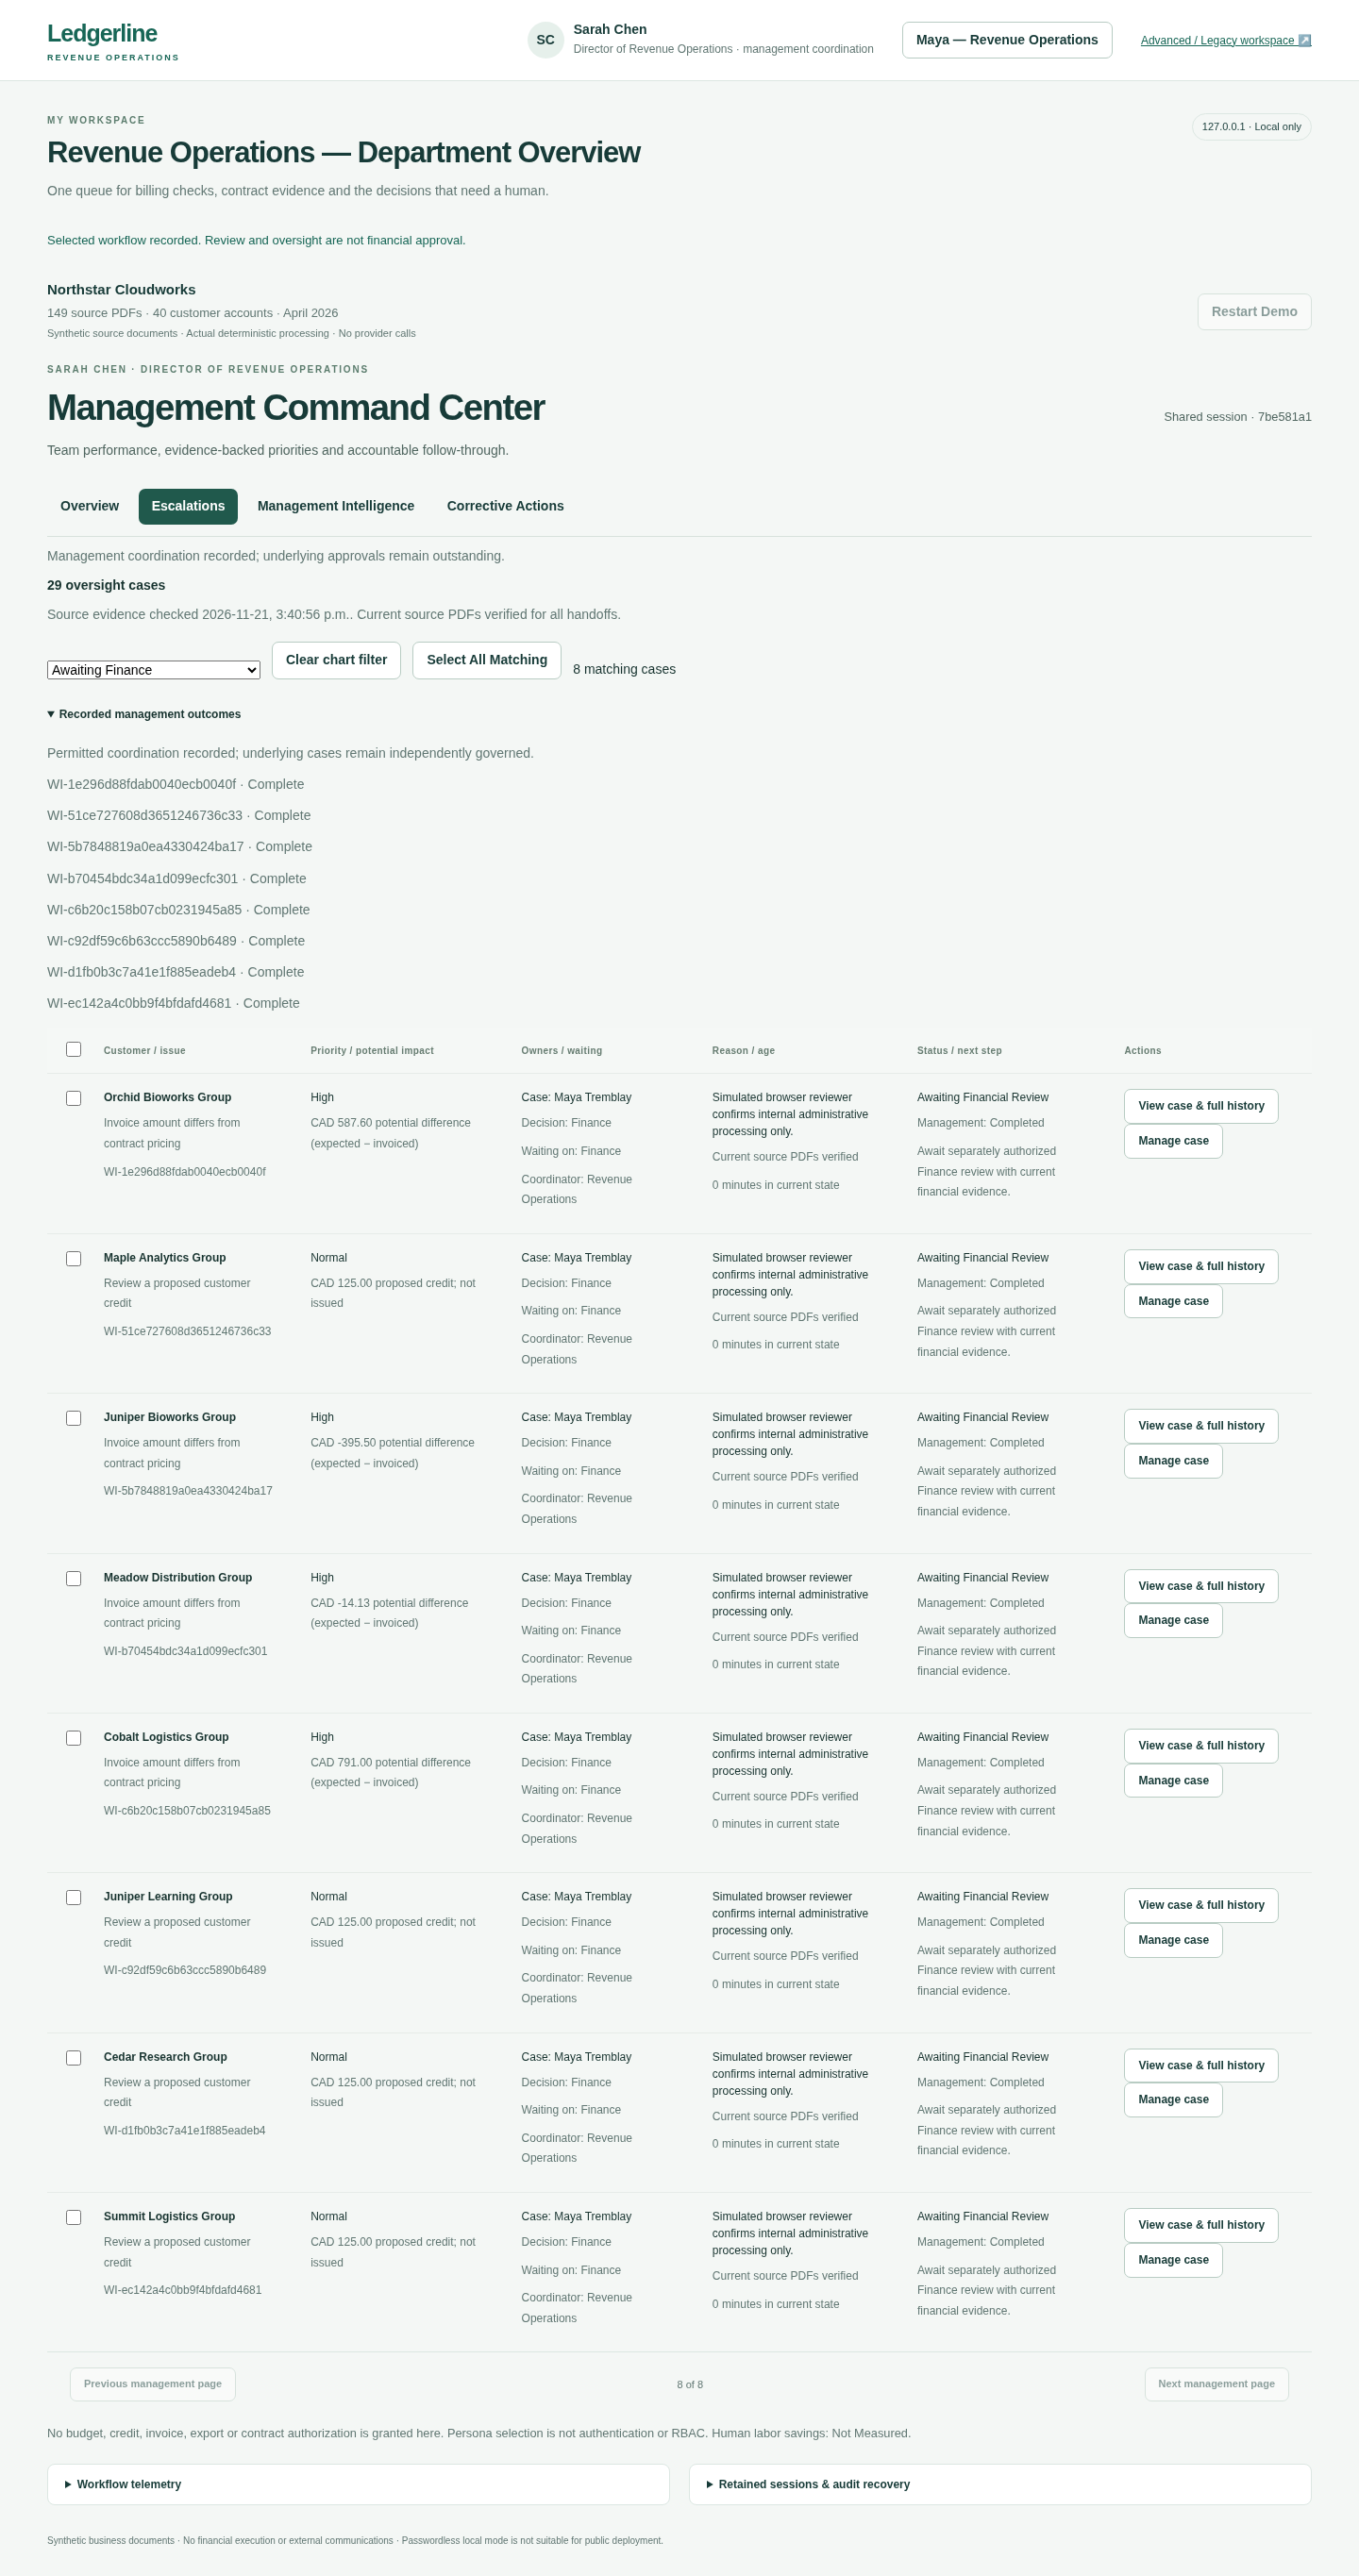 Ledgerline
REVENUE OPERATIONS
SC
Sarah Chen
Director of Revenue Operations · management coordination
Maya — Revenue Operations
Advanced / Legacy workspace ↗
MY WORKSPACE
127.0.0.1 · Local only
Revenue Operations — Department Overview
One queue for billing checks, contract evidence and the decisions that need a human.
Selected workflow recorded. Review and oversight are not financial approval.
Northstar Cloudworks
149 source PDFs · 40 customer accounts · April 2026
Synthetic source documents · Actual deterministic processing · No provider calls
Restart Demo
SARAH CHEN · DIRECTOR OF REVENUE OPERATIONS
Management Command Center
Shared session · 7be581a1
Team performance, evidence-backed priorities and accountable follow-through.
Overview
Escalations
Management Intelligence
Corrective Actions
Management coordination recorded; underlying approvals remain outstanding.
29 oversight cases
Source evidence checked 2026-11-21, 3:40:56 p.m.. Current source PDFs verified for all handoffs.
Awaiting Finance
Clear chart filter
Select All Matching
8 matching cases
▼ Recorded management outcomes
Permitted coordination recorded; underlying cases remain independently governed.
WI-1e296d88fdab0040ecb0040f · Complete
WI-51ce727608d3651246736c33 · Complete
WI-5b7848819a0ea4330424ba17 · Complete
WI-b70454bdc34a1d099ecfc301 · Complete
WI-c6b20c158b07cb0231945a85 · Complete
WI-c92df59c6b63ccc5890b6489 · Complete
WI-d1fb0b3c7a41e1f885eadeb4 · Complete
WI-ec142a4c0bb9f4bfdafd4681 · Complete
Customer / issue
Priority / potential impact
Owners / waiting
Reason / age
Status / next step
Actions
Orchid Bioworks Group
Invoice amount differs from
contract pricing
WI-1e296d88fdab0040ecb0040f
High
CAD 587.60 potential difference
(expected − invoiced)
Case: Maya Tremblay
Decision: Finance
Waiting on: Finance
Coordinator: Revenue
Operations
Simulated browser reviewer
confirms internal administrative
processing only.
Current source PDFs verified
0 minutes in current state
Awaiting Financial Review
Management: Completed
Await separately authorized
Finance review with current
financial evidence.
View case & full history
Manage case
Maple Analytics Group
Review a proposed customer
credit
WI-51ce727608d3651246736c33
Normal
CAD 125.00 proposed credit; not
issued
Case: Maya Tremblay
Decision: Finance
Waiting on: Finance
Coordinator: Revenue
Operations
Simulated browser reviewer
confirms internal administrative
processing only.
Current source PDFs verified
0 minutes in current state
Awaiting Financial Review
Management: Completed
Await separately authorized
Finance review with current
financial evidence.
View case & full history
Manage case
Juniper Bioworks Group
Invoice amount differs from
contract pricing
WI-5b7848819a0ea4330424ba17
High
CAD -395.50 potential difference
(expected − invoiced)
Case: Maya Tremblay
Decision: Finance
Waiting on: Finance
Coordinator: Revenue
Operations
Simulated browser reviewer
confirms internal administrative
processing only.
Current source PDFs verified
0 minutes in current state
Awaiting Financial Review
Management: Completed
Await separately authorized
Finance review with current
financial evidence.
View case & full history
Manage case
Meadow Distribution Group
Invoice amount differs from
contract pricing
WI-b70454bdc34a1d099ecfc301
High
CAD -14.13 potential difference
(expected − invoiced)
Case: Maya Tremblay
Decision: Finance
Waiting on: Finance
Coordinator: Revenue
Operations
Simulated browser reviewer
confirms internal administrative
processing only.
Current source PDFs verified
0 minutes in current state
Awaiting Financial Review
Management: Completed
Await separately authorized
Finance review with current
financial evidence.
View case & full history
Manage case
Cobalt Logistics Group
Invoice amount differs from
contract pricing
WI-c6b20c158b07cb0231945a85
High
CAD 791.00 potential difference
(expected − invoiced)
Case: Maya Tremblay
Decision: Finance
Waiting on: Finance
Coordinator: Revenue
Operations
Simulated browser reviewer
confirms internal administrative
processing only.
Current source PDFs verified
0 minutes in current state
Awaiting Financial Review
Management: Completed
Await separately authorized
Finance review with current
financial evidence.
View case & full history
Manage case
Juniper Learning Group
Review a proposed customer
credit
WI-c92df59c6b63ccc5890b6489
Normal
CAD 125.00 proposed credit; not
issued
Case: Maya Tremblay
Decision: Finance
Waiting on: Finance
Coordinator: Revenue
Operations
Simulated browser reviewer
confirms internal administrative
processing only.
Current source PDFs verified
0 minutes in current state
Awaiting Financial Review
Management: Completed
Await separately authorized
Finance review with current
financial evidence.
View case & full history
Manage case
Cedar Research Group
Review a proposed customer
credit
WI-d1fb0b3c7a41e1f885eadeb4
Normal
CAD 125.00 proposed credit; not
issued
Case: Maya Tremblay
Decision: Finance
Waiting on: Finance
Coordinator: Revenue
Operations
Simulated browser reviewer
confirms internal administrative
processing only.
Current source PDFs verified
0 minutes in current state
Awaiting Financial Review
Management: Completed
Await separately authorized
Finance review with current
financial evidence.
View case & full history
Manage case
Summit Logistics Group
Review a proposed customer
credit
WI-ec142a4c0bb9f4bfdafd4681
Normal
CAD 125.00 proposed credit; not
issued
Case: Maya Tremblay
Decision: Finance
Waiting on: Finance
Coordinator: Revenue
Operations
Simulated browser reviewer
confirms internal administrative
processing only.
Current source PDFs verified
0 minutes in current state
Awaiting Financial Review
Management: Completed
Await separately authorized
Finance review with current
financial evidence.
View case & full history
Manage case
Previous management page
8 of 8
Next management page
No budget, credit, invoice, export or contract authorization is granted here. Persona selection is not authentication or RBAC. Human labor savings: Not Measured.
▶ Workflow telemetry
▶ Retained sessions & audit recovery
Synthetic business documents · No financial execution or external communications · Passwordless local mode is not suitable for public deployment.